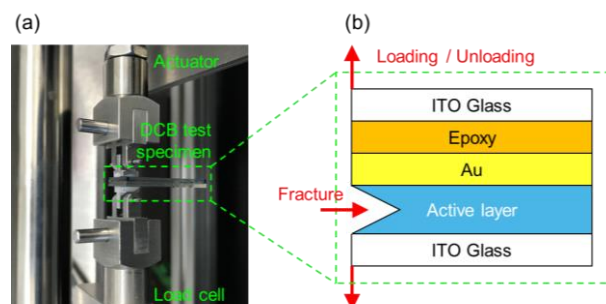 (a)
Actuator
DCB test
specimen
Load cell
(b)
Loading / Unloading
ITO Glass
Epoxy
Au
Fracture
Active layer
ITO Glass